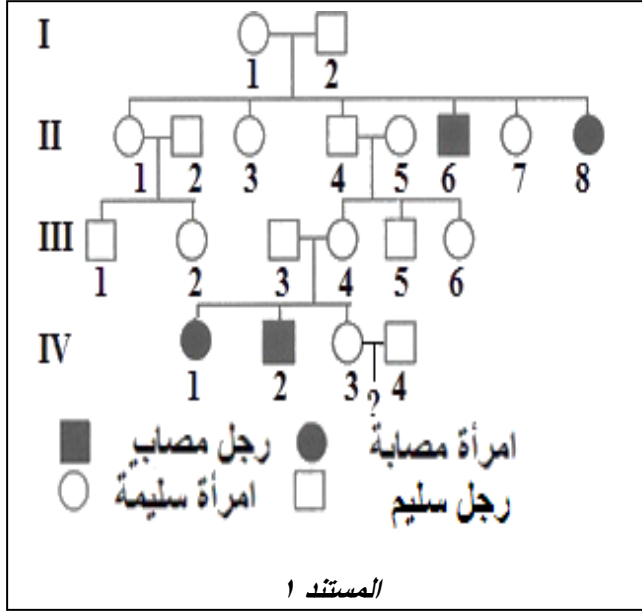 I
1 2
II
1 2 3 4 5 6 7 8
III
1 2 3 4 5 6
IV
1 2 ? 3 4
رجل مصاب امرأة مصابة
امرأة سليمة رجل سليم
المستند ١